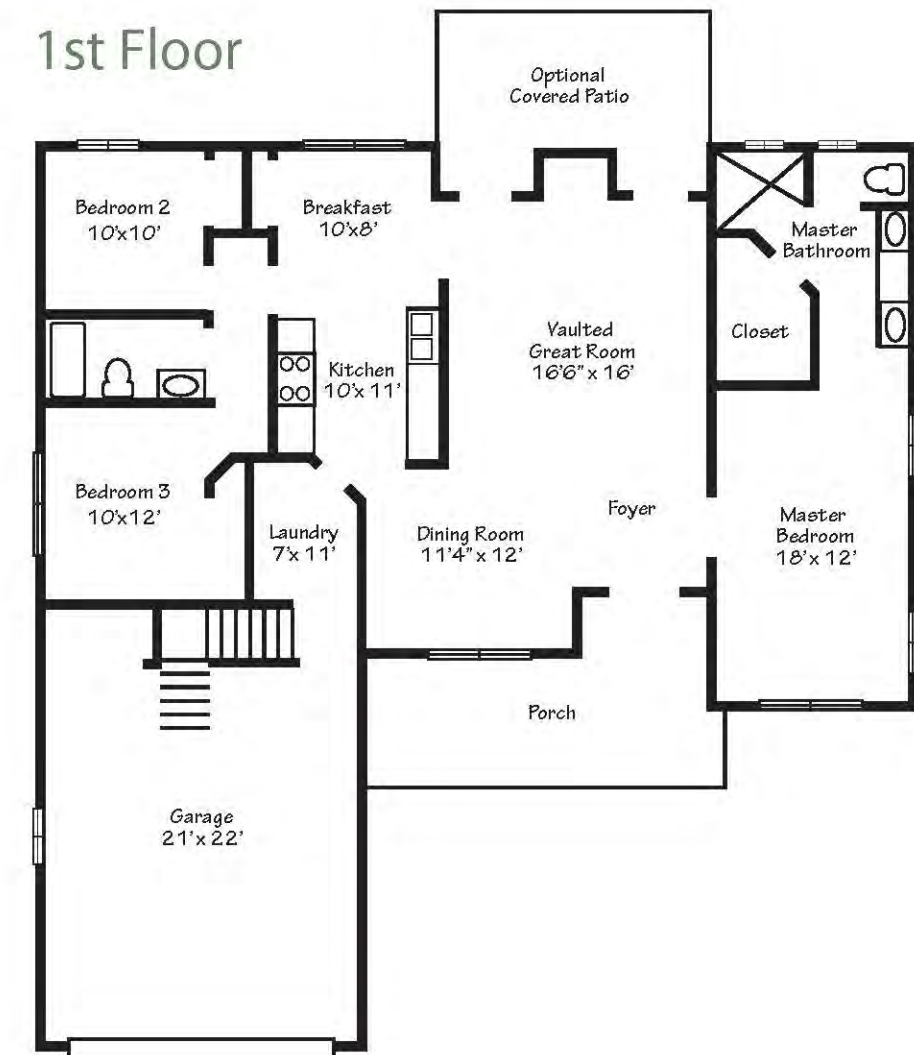 1st Floor
Optional
Covered Patio
Bedroom 2
10'x10'
Breakfast
10'x8'
Master
Bathroom
Closet
Vaulted
Great Room
16'6" x 16'
Kitchen
10'x 11'
Bedroom 3
10'x12'
Laundry
7'x 11'
Dining Room
11'4" x 12'
Foyer
Master
Bedroom
18'x 12'
Porch
Garage
21'x 22'